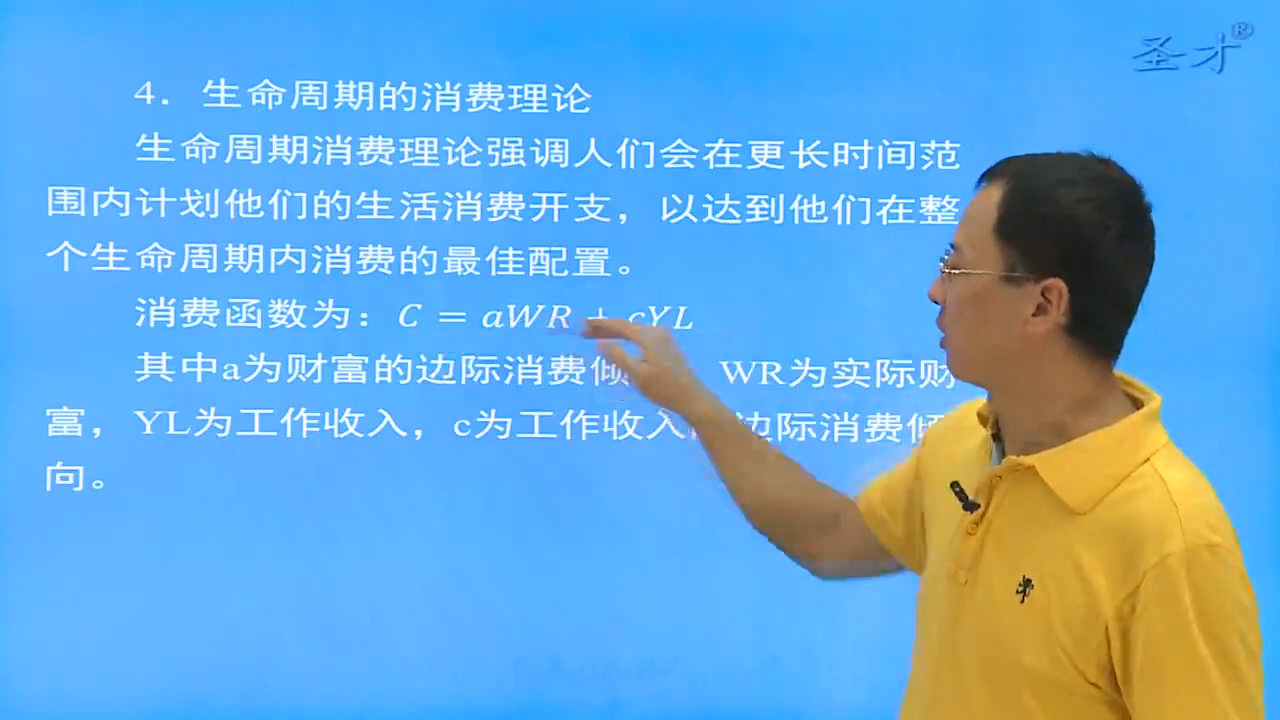 圣才®
4. 生命周期的消费理论
生命周期消费理论强调人们会在更长时间范
围内计划他们的生活消费开支，以达到他们在整
个生命周期内消费的最佳配置。
消费函数为：C = aWR + cYL
其中a为财富的边际消费倾 WR为实际财
富，YL为工作收入，c为工作收入 边际消费倾
向。